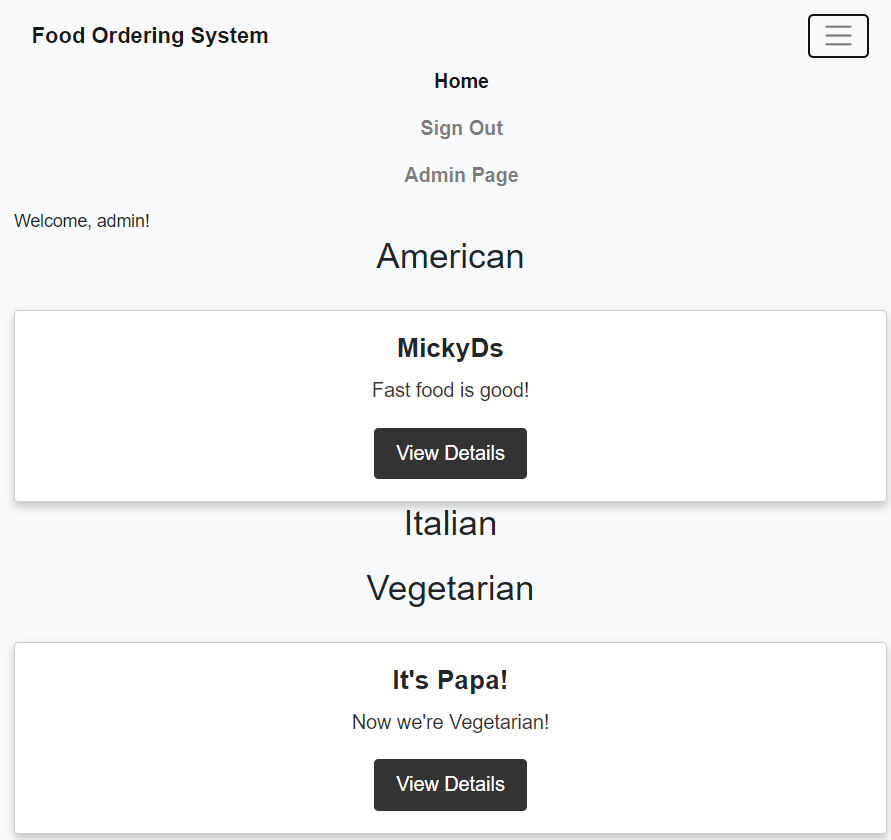 Food Ordering System
Home
Sign Out
Admin Page
Welcome, admin!
American
MickyDs
Fast food is good!
View Details
Italian
Vegetarian
It's Papa!
Now we're Vegetarian!
View Details